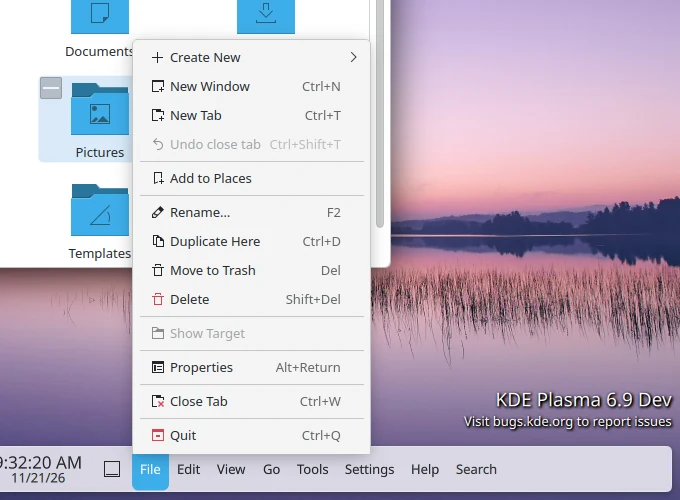 Documents
Pictures
Templates
Create New
New Window Ctrl+N
New Tab Ctrl+T
Undo close tab Ctrl+Shift+T
Add to Places
Rename... F2
Duplicate Here Ctrl+D
Move to Trash Del
Delete Shift+Del
Show Target
Properties Alt+Return
Close Tab Ctrl+W
Quit Ctrl+Q
KDE Plasma 6.9 Dev
Visit bugs.kde.org to report issues
9:32:20 AM
11/21/26
File Edit View Go Tools Settings Help Search